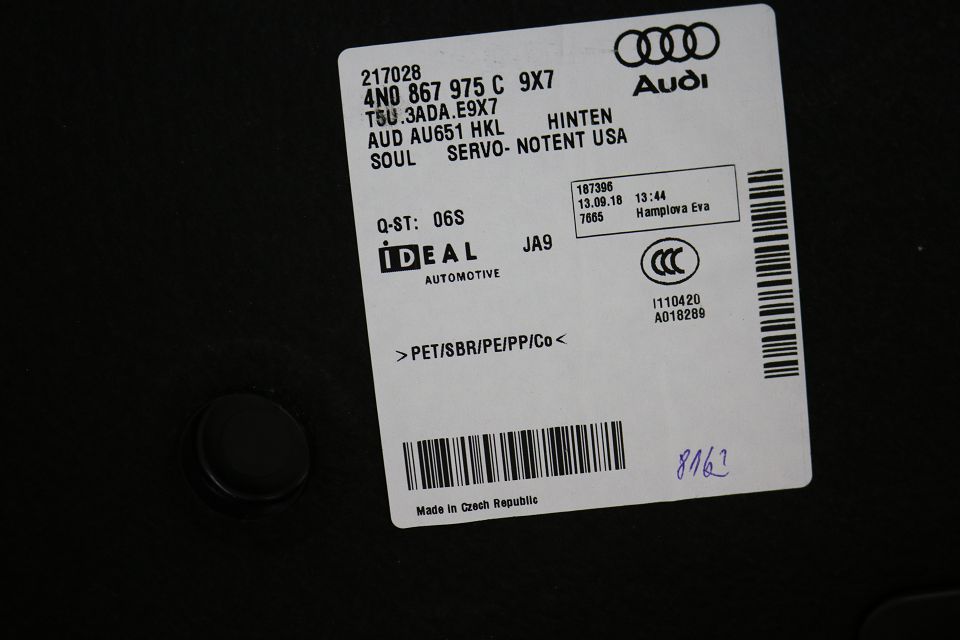 217028
4N0 867 975 C 9X7
T5U.3ADA.E9X7
AUD AU651 HKL HINTEN
SOUL SERVO- NOTENT USA
Audi
187396
13.09.18 13:44
7665 Hamplova Eva
Q-ST: 06S
iDEAL JA9
AUTOMOTIVE
CCC
I110420
A018289
>PET/SBR/PE/PP/Co<
Made in Czech Republic